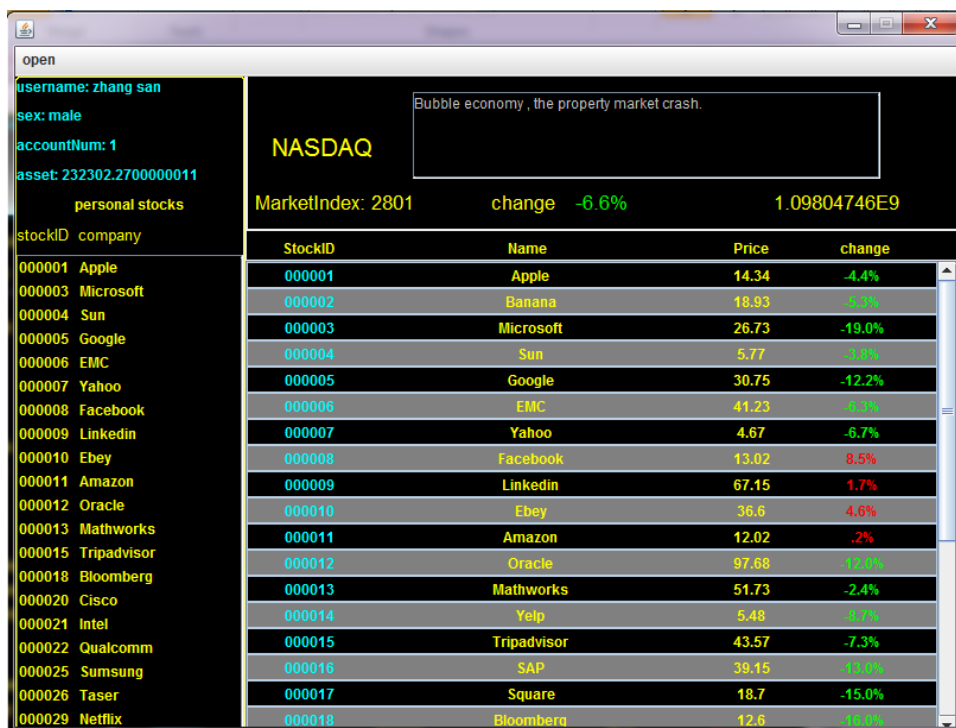 open
username: zhang san
sex: male
accountNum: 1
asset: 232302.2700000011
personal stocks
stockID company
000001 Apple
000003 Microsoft
000004 Sun
000005 Google
000006 EMC
000007 Yahoo
000008 Facebook
000009 Linkedin
000010 Ebey
000011 Amazon
000012 Oracle
000013 Mathworks
000015 Tripadvisor
000018 Bloomberg
000020 Cisco
000021 Intel
000022 Qualcomm
000025 Sumsung
000026 Taser
000029 Netflix
Bubble economy , the property market crash.
NASDAQ
MarketIndex: 2801 change -6.6% 1.09804746E9
StockID Name Price change
000001 Apple 14.34 -4.4%
000002 Banana 18.93 -5.3%
000003 Microsoft 26.73 -19.0%
000004 Sun 5.77 -3.8%
000005 Google 30.75 -12.2%
000006 EMC 41.23 -6.3%
000007 Yahoo 4.67 -6.7%
000008 Facebook 13.02 8.5%
000009 Linkedin 67.15 1.7%
000010 Ebey 36.6 4.6%
000011 Amazon 12.02 .2%
000012 Oracle 97.68 -12.0%
000013 Mathworks 51.73 -2.4%
000014 Yelp 5.48 -8.7%
000015 Tripadvisor 43.57 -7.3%
000016 SAP 39.15 -13.0%
000017 Square 18.7 -15.0%
000018 Bloomberg 12.6 -16.0%